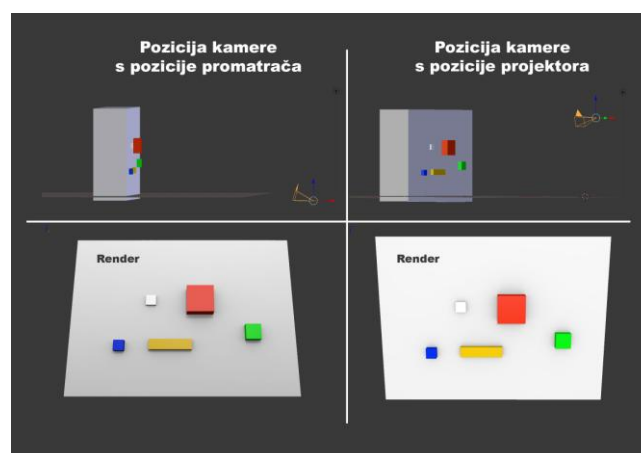 Pozicija kamere
s pozicije promatrača
Pozicija kamere
s pozicije projektora
Render
Render